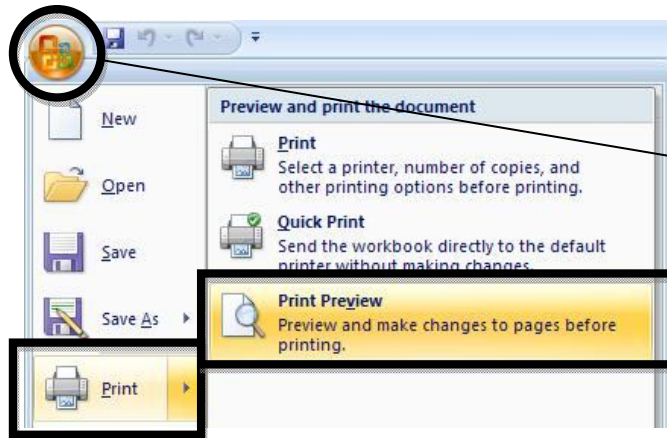 New
Open
Save
Save As
Print
Preview and print the document
Print
Select a printer, number of copies, and
other printing options before printing.
Quick Print
Send the workbook directly to the default
printer without making changes.
Print Preview
Preview and make changes to pages before
printing.